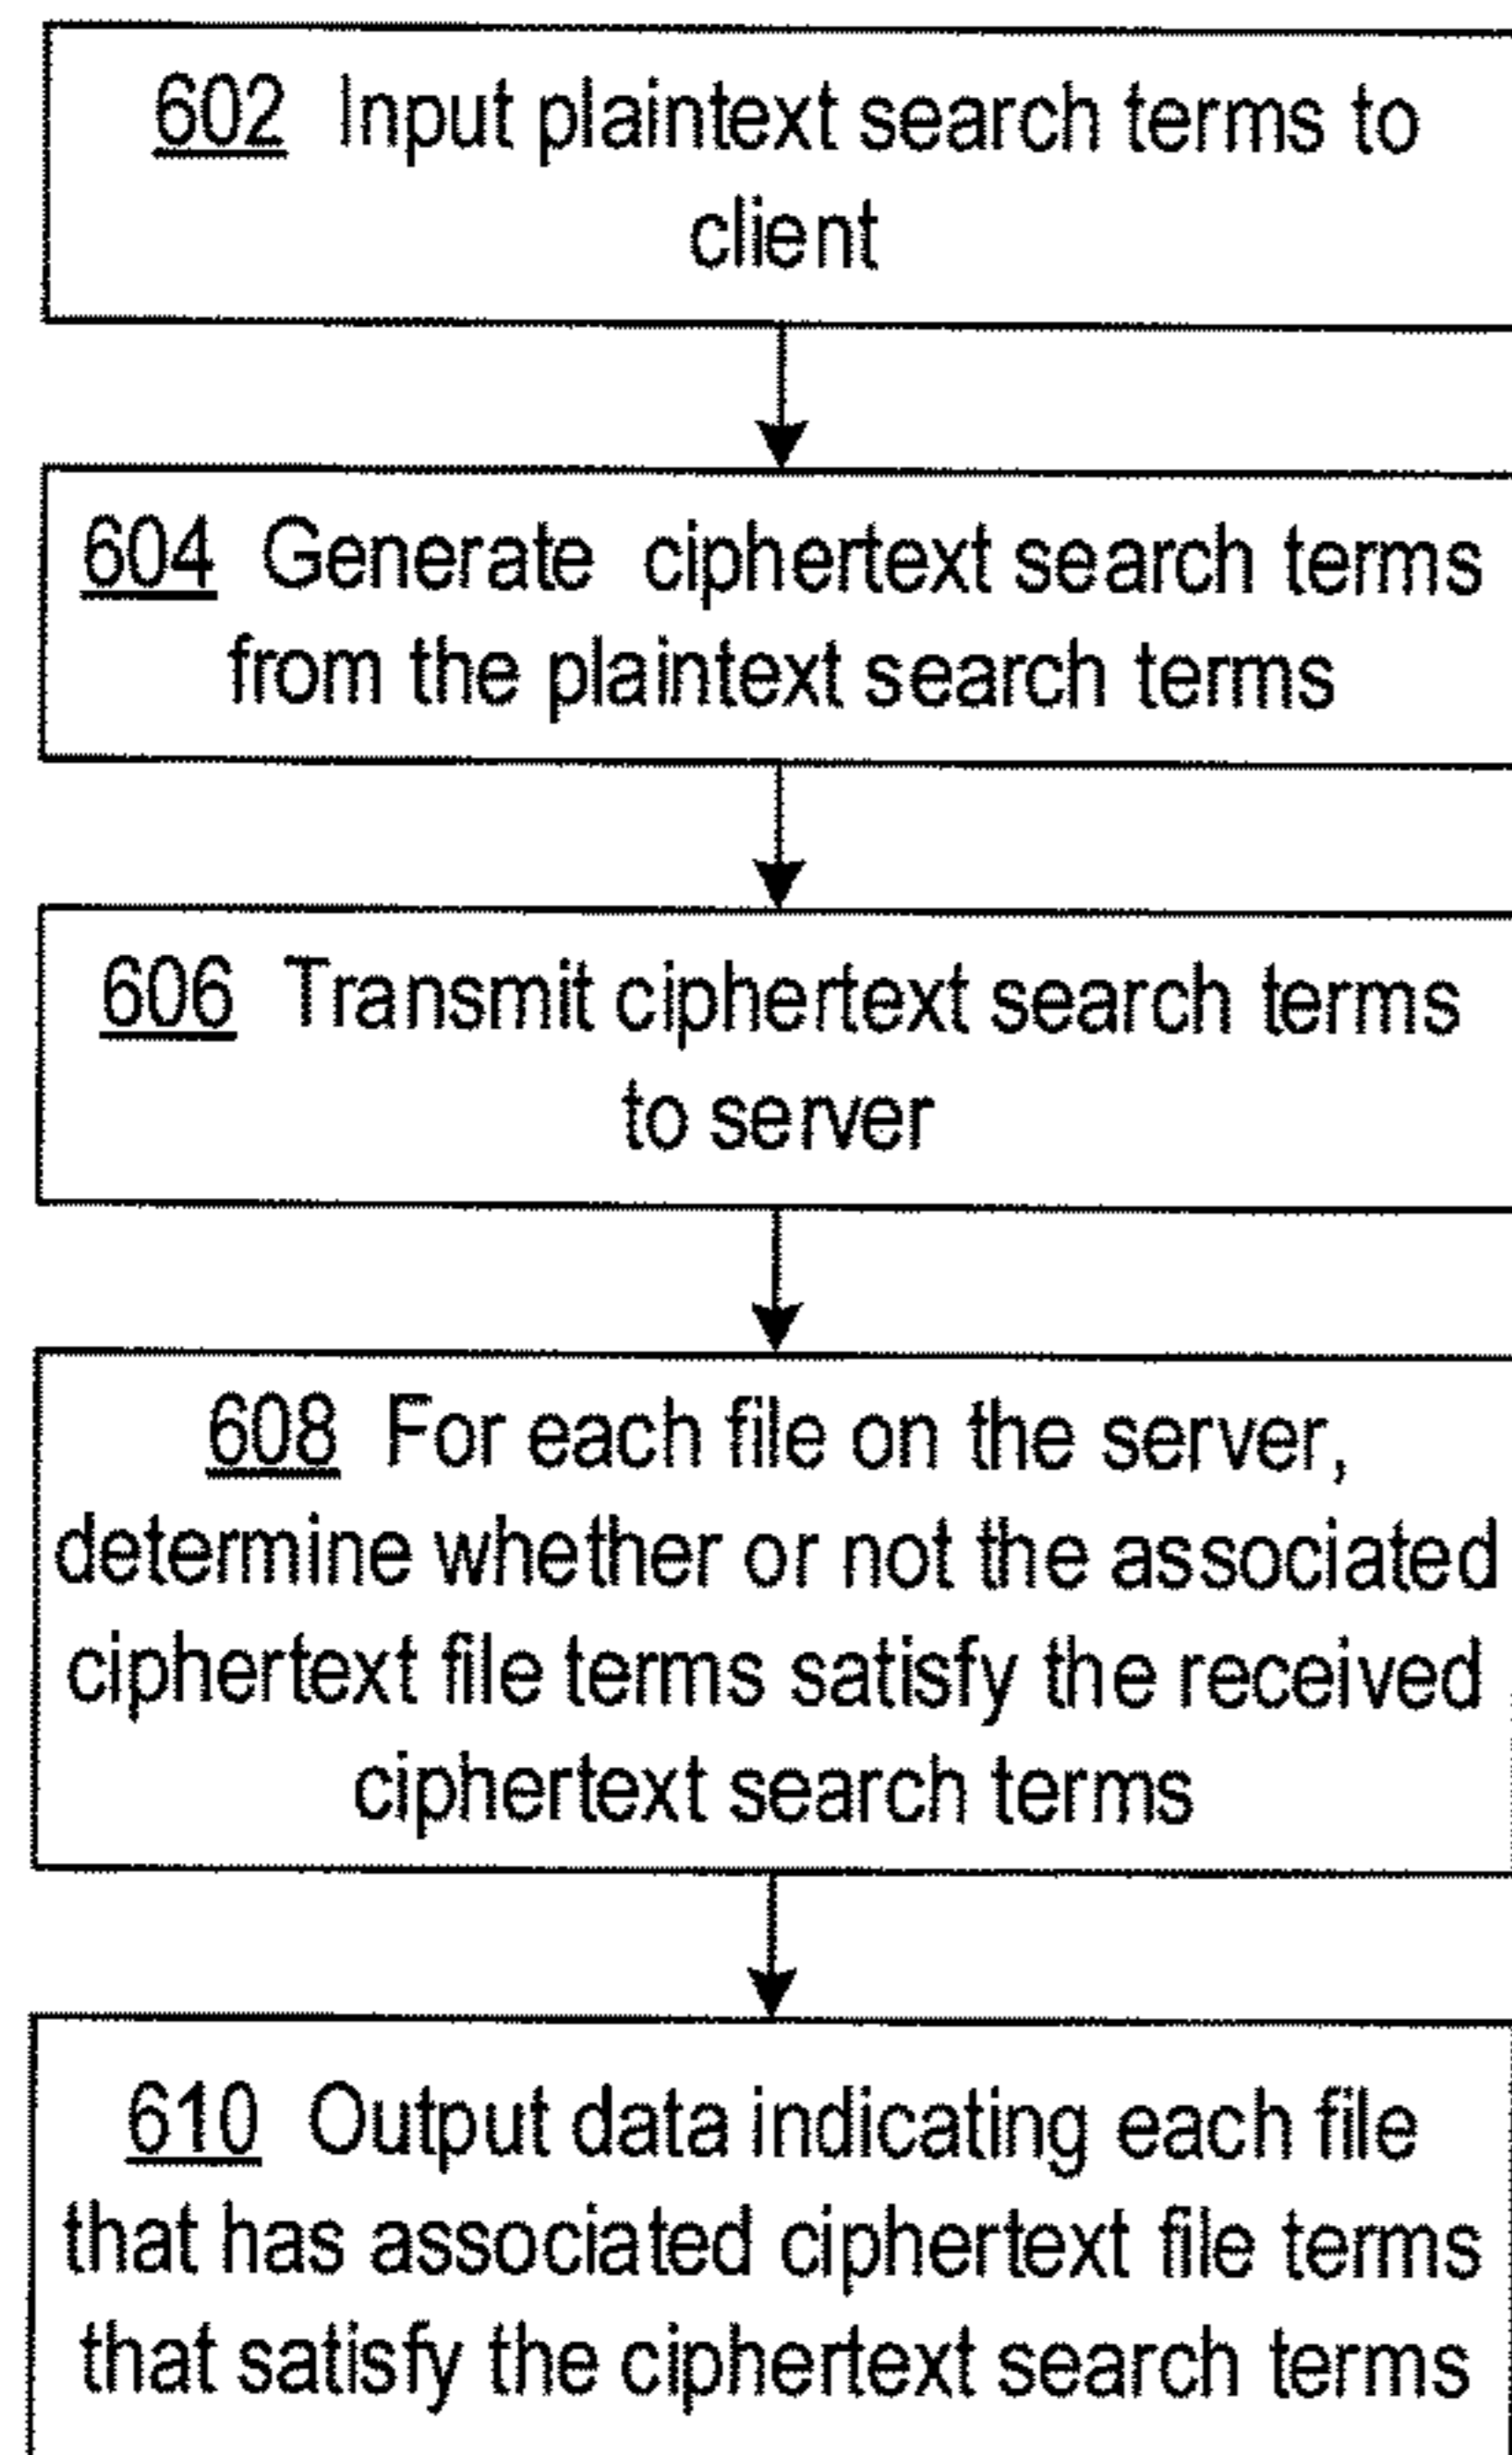 602 Input plaintext search terms to
client
604 Generate ciphertext search terms
from the plaintext search terms
606 Transmit ciphertext search terms
to server
608 For each file on the server,
determine whether or not the associated
ciphertext file terms satisfy the received
ciphertext search terms
610 Output data indicating each file
that has associated ciphertext file terms
that satisfy the ciphertext search terms